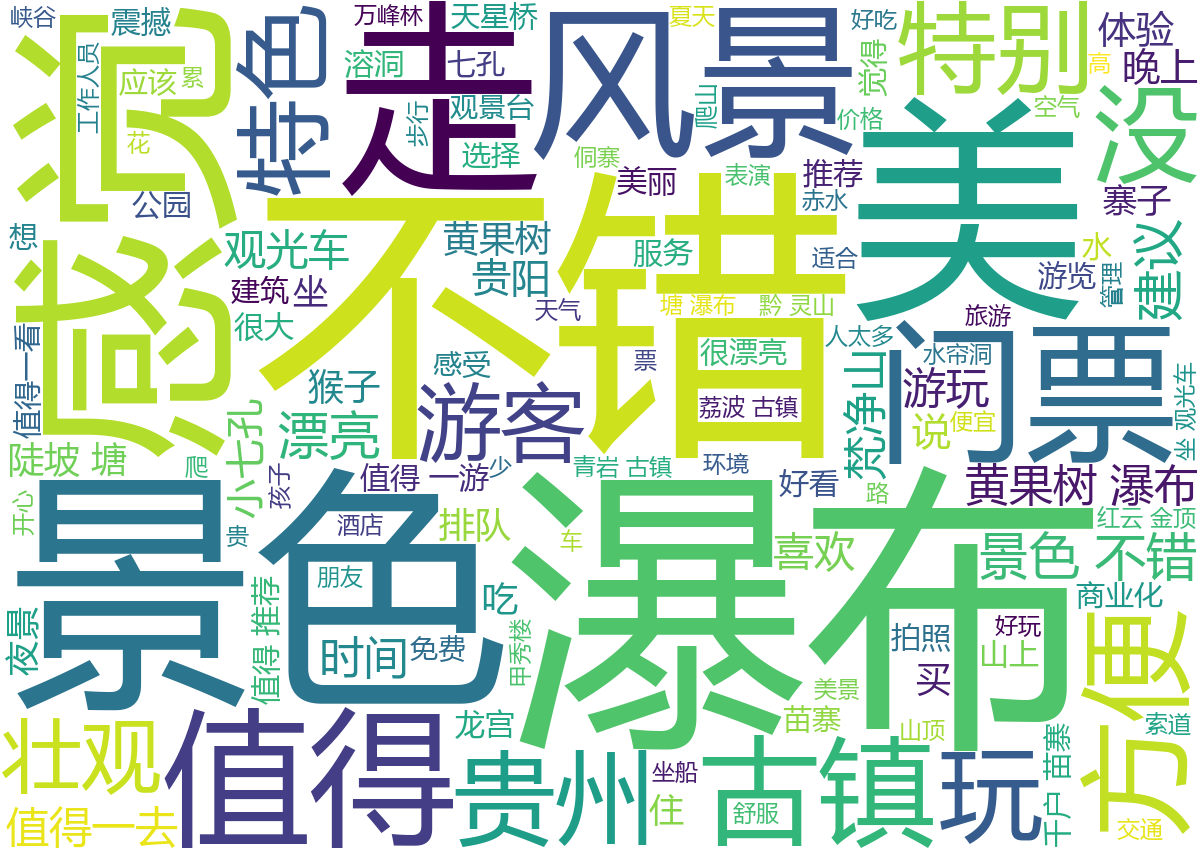 峡谷
震撼
万峰林
天星桥
夏天
好吃
特别
体验
晚上
感觉
特色
走
风景
溶洞
七孔
觉得
高
工作人员
应该
累
观景台
步行
爬山
价格
空气
没
花
选择
侗寨
美丽
表演
推荐
赤水
美
寨子
公园
想
观光车
黄果树
贵阳
不错
服务
适合
水
游览
管理
建议
建筑
坐
很大
天气
塘 瀑布
黔 灵山
旅游
值得一看
感受
票
很漂亮
人太多
水帘洞
门票
猴子
游客
荔波 古镇
梵净山
游玩
坐 观光车
漂亮
小七孔
说
便宜
陡坡 塘
爬
孩子
值得 一游
少
青岩 古镇
环境
好看
路
黄果树 瀑布
开心
贵
酒店
排队
车
喜欢
红云 金顶
景色 不错
景色
瀑布
朋友
吃
商业化
夜景
值得 推荐
时间
免费
甲秀楼
拍照
好玩
山上
买
方便
美景
壮观
值得
龙宫
苗寨
山顶
索道
值得一去
贵州
坐船
住
古镇
舒服
玩
千户 苗寨
交通